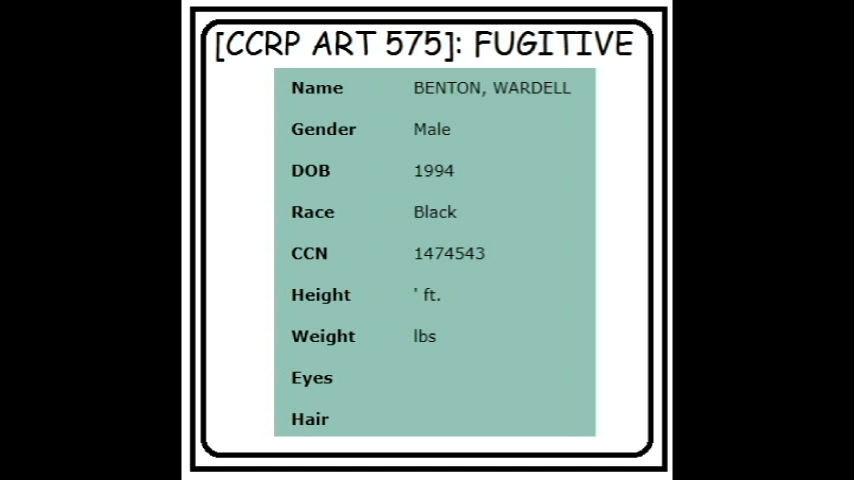 [CCRP ART 575]: FUGITIVE
Name BENTON, WARDELL
Gender Male
DOB 1994
Race Black
CCN 1474543
Height ' ft.
Weight lbs
Eyes
Hair